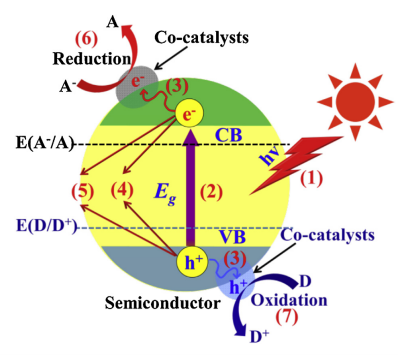 A
(6)
Co-catalysts
Reduction
A-
e-
(3)
e-
CB
E(A-/A)
hν
(1)
(5)
(4)
Eg
(2)
E(D/D+)
VB
Co-catalysts
h+
(3)
h+
D
Semiconductor
Oxidation
(7)
D+